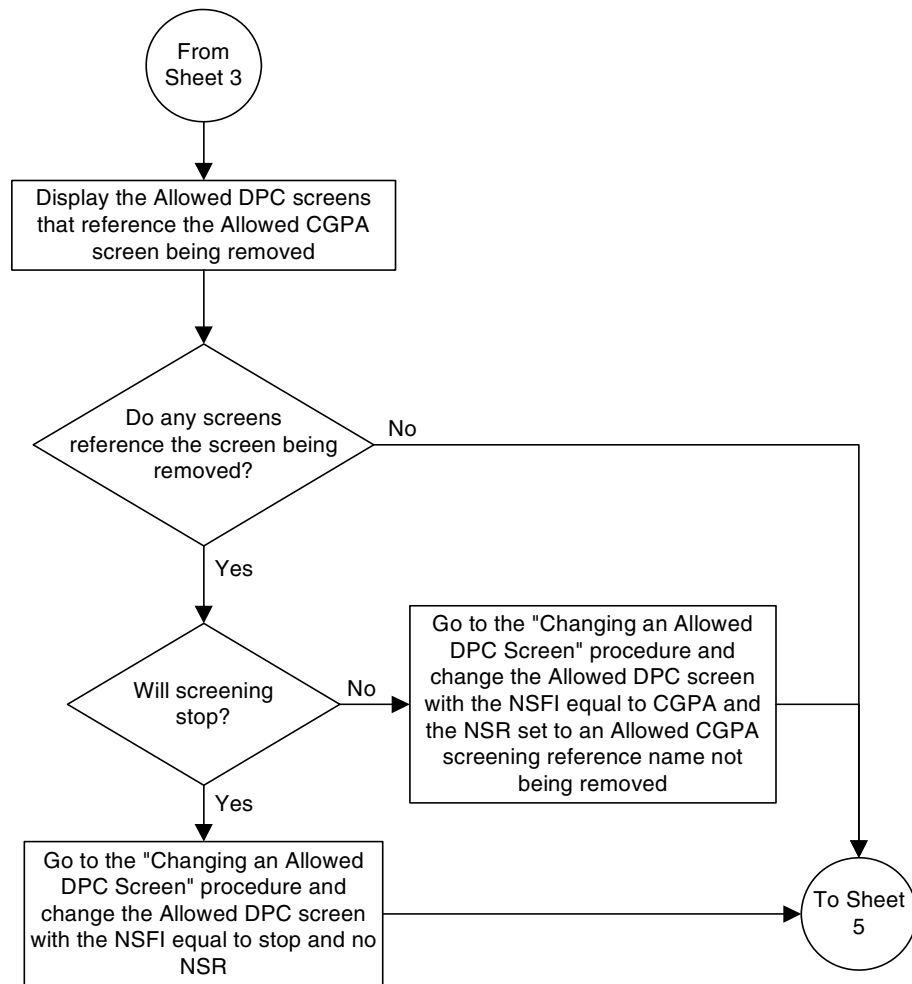 From
Sheet 3
Display the Allowed DPC screens
that reference the Allowed CGPA
screen being removed
Do any screens
reference the screen being
removed?
No
Yes
Will screening
stop?
No
Go to the "Changing an Allowed
DPC Screen" procedure and
change the Allowed DPC screen
with the NSFI equal to CGPA and
the NSR set to an Allowed CGPA
screening reference name not
being removed
Yes
Go to the "Changing an Allowed
DPC Screen" procedure and
change the Allowed DPC screen
with the NSFI equal to stop and no
NSR
To Sheet
5